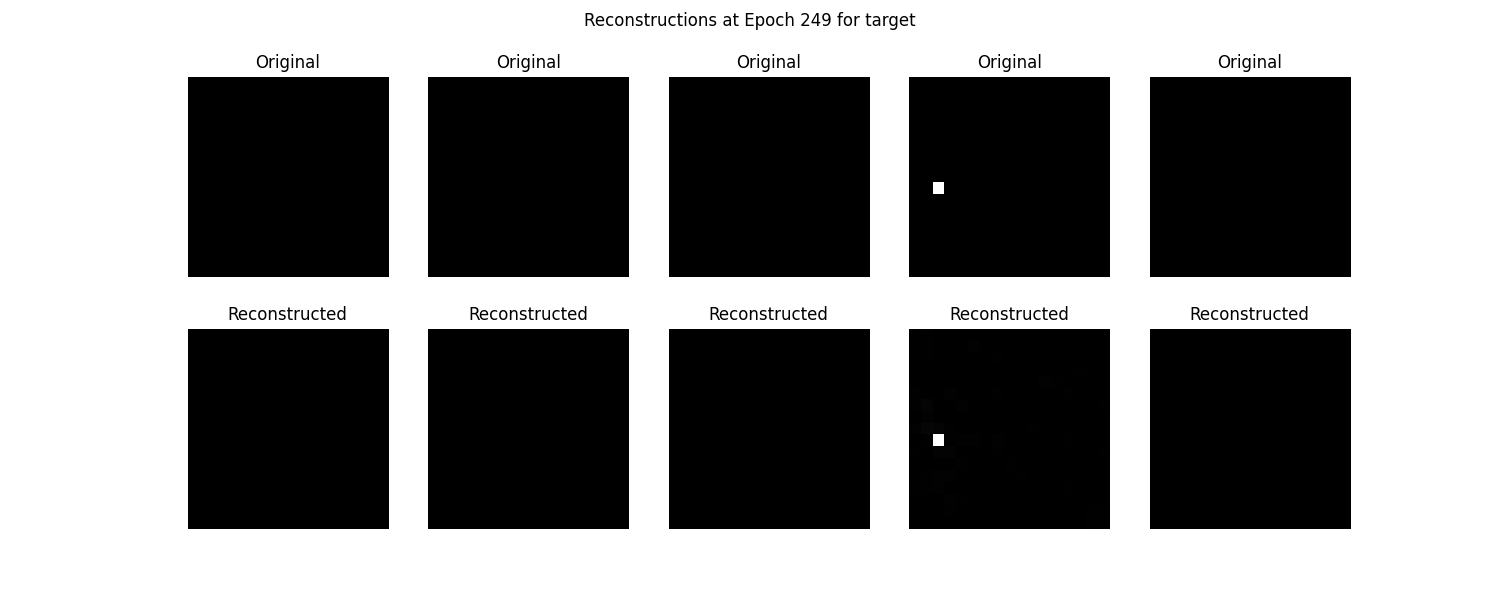 Reconstructions at Epoch 249 for target
Original Original Original Original Original
Reconstructed Reconstructed Reconstructed Reconstructed Reconstructed